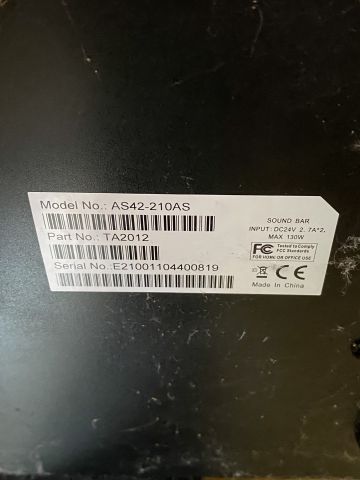 Model No.: AS42-210AS
Part No.: TA2012
Serial No.:E21001104400819
SOUND BAR
INPUT: DC24V 2. 7A*2,
MAX 130W
FC Tested to Comply
FCC Standards
FOR HOME OR OFFICE USE
CE
Made In China